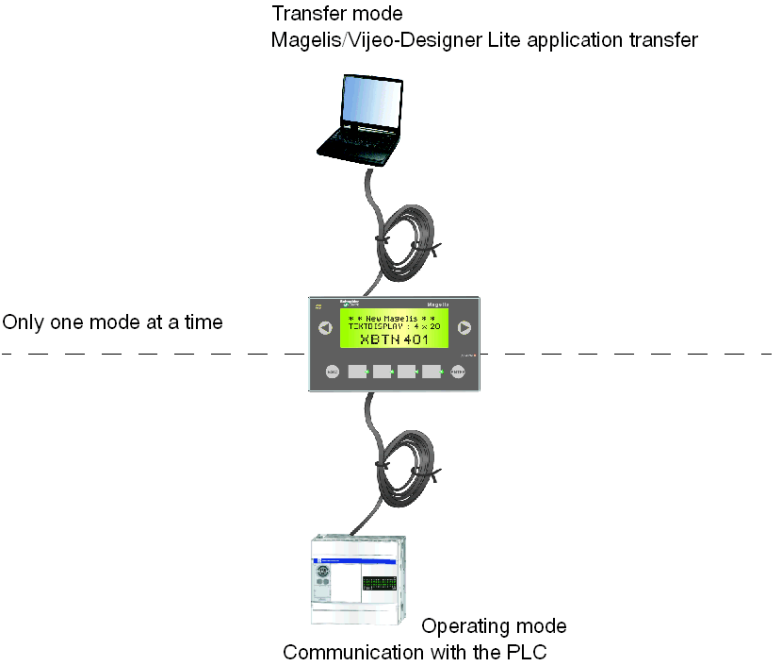 Transfer mode
Magelis/Vijeo-Designer Lite application transfer
Magelis
* * New Magelis * *
TEXTDISPLAY : 4 x 20
XBTN 401
Only one mode at a time
Operating mode
Communication with the PLC